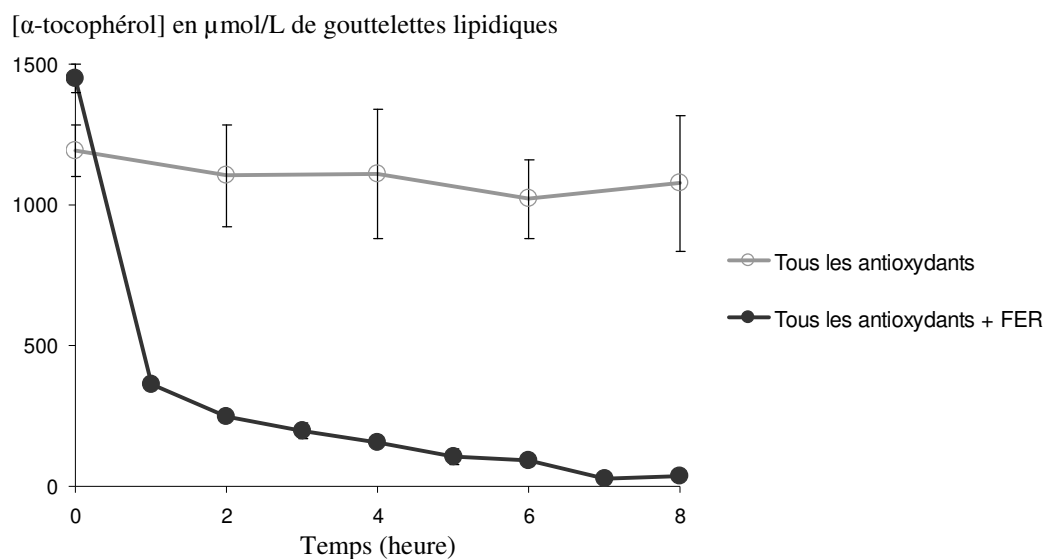 [α-tocophérol] en µmol/L de gouttelettes lipidiques
1500
1000
500
0
0 2 4 6 8
Temps (heure)
Tous les antioxydants
Tous les antioxydants + FER